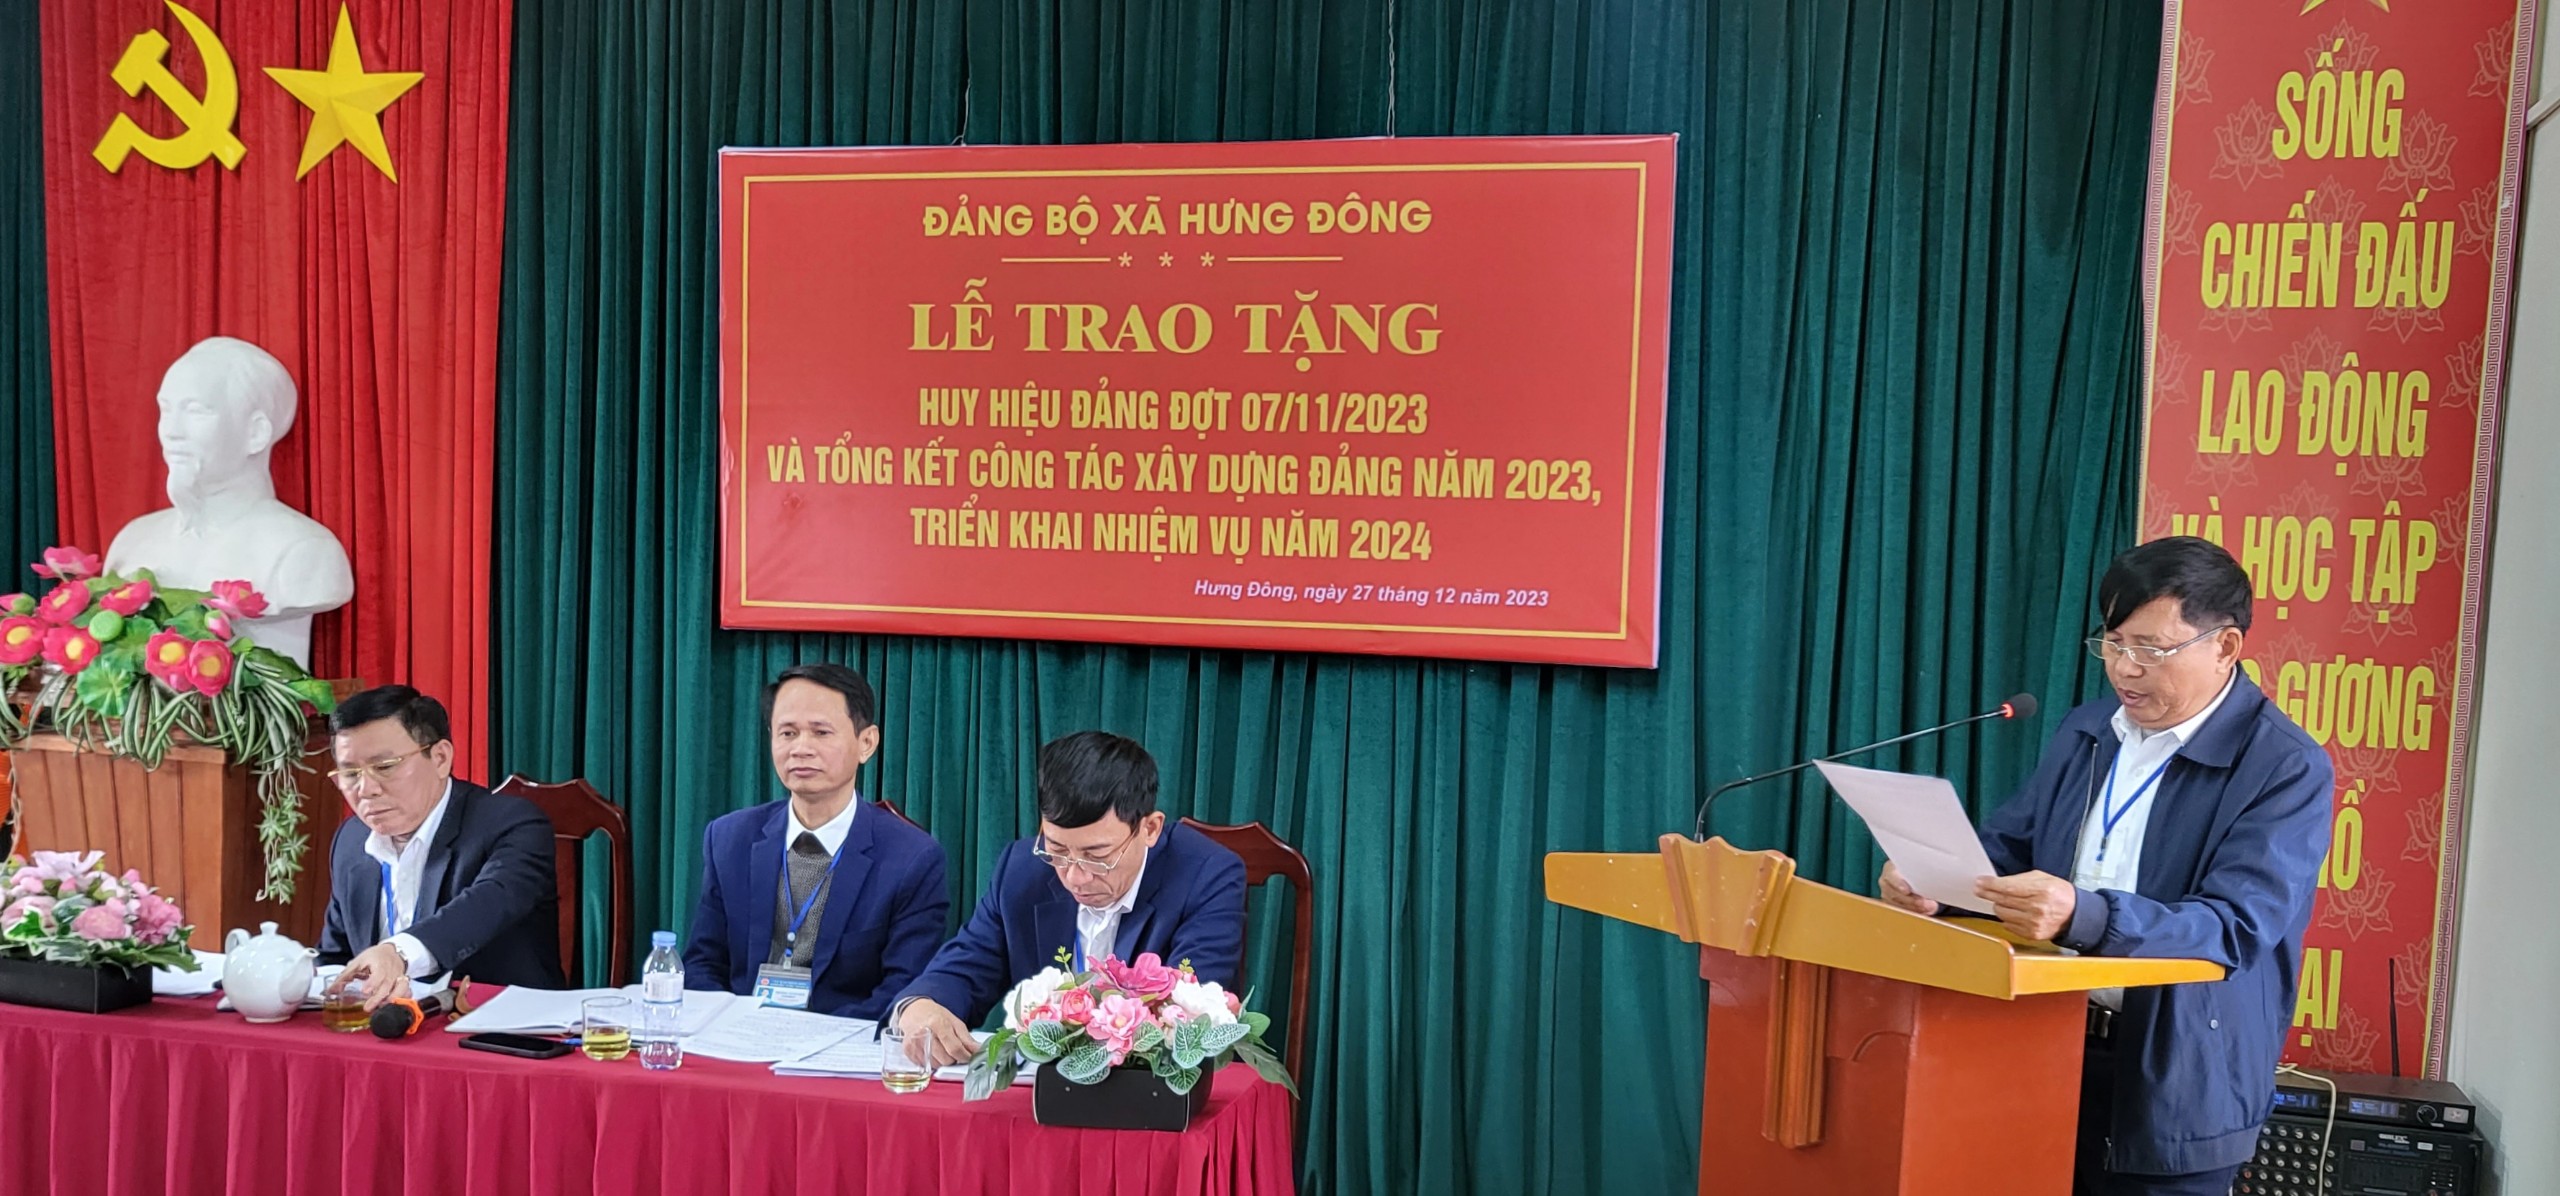 ĐẢNG BỘ XÃ HƯNG ĐÔNG
* * *
LỄ TRAO TẶNG
HUY HIỆU ĐẢNG ĐỢT 07/11/2023
VÀ TỔNG KẾT CÔNG TÁC XÂY DỰNG ĐẢNG NĂM 2023,
TRIỂN KHAI NHIỆM VỤ NĂM 2024
Hưng Đông, ngày 27 tháng 12 năm 2023
SỐNG
CHIẾN ĐẤU
LAO ĐỘNG
VÀ HỌC TẬP
GƯƠNG